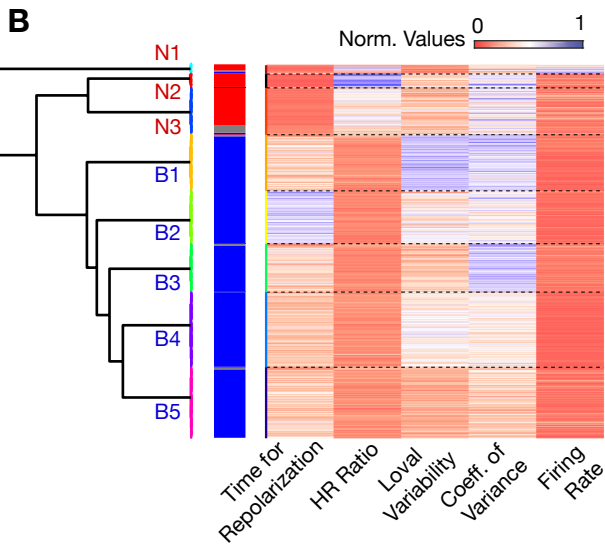 B
Norm. Values
0
1
N1
N2
N3
B1
B2
B3
B4
B5
Time for
Repolarization
HR Ratio
Loval
Variability
Coeff. of
Variance
Firing
Rate